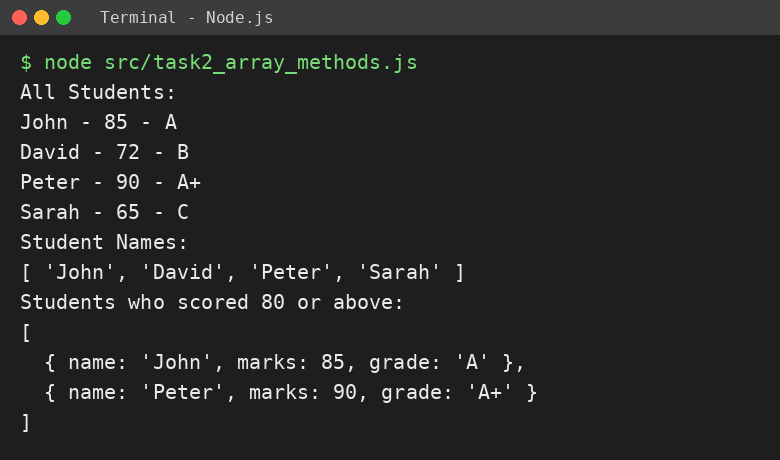 Terminal - Node.js
$ node src/task2_array_methods.js
All Students:
John - 85 - A
David - 72 - B
Peter - 90 - A+
Sarah - 65 - C
Student Names:
[ 'John', 'David', 'Peter', 'Sarah' ]
Students who scored 80 or above:
[
  { name: 'John', marks: 85, grade: 'A' },
  { name: 'Peter', marks: 90, grade: 'A+' }
]